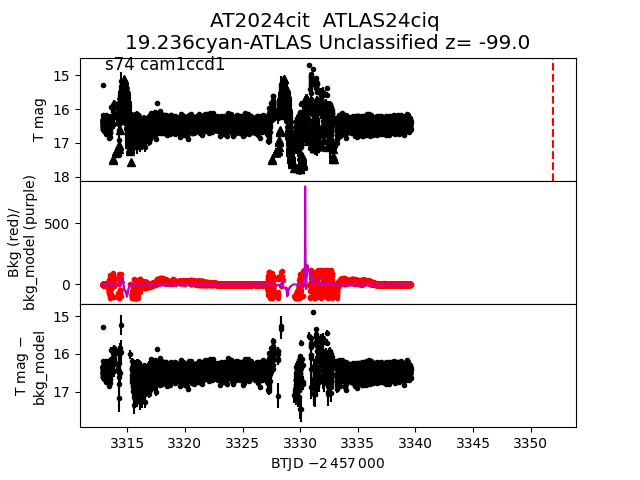 AT2024cit  ATLAS24ciq
19.236cyan-ATLAS Unclassified z= -99.0
s74 cam1ccd1
15
16
17
18
T mag
500
0
Bkg (red)/
bkg_model (purple)
15
16
17
T mag −
bkg_model
3315
3320
3325
3330
3335
3340
3345
3350
BTJD −2 457 000